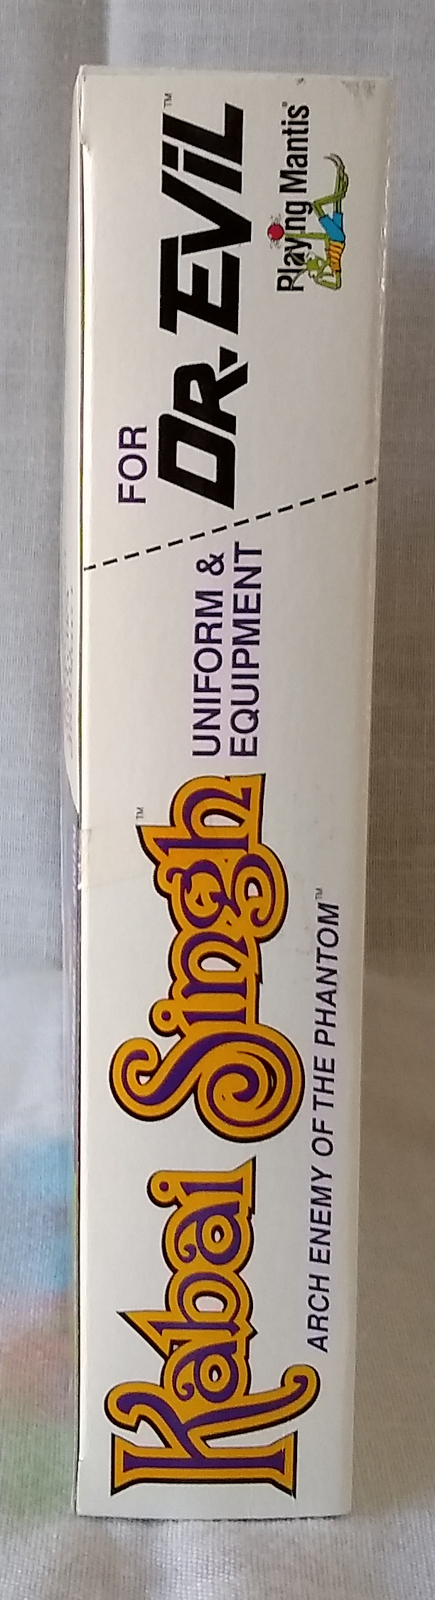 Kabai Singh™
ARCH ENEMY OF THE PHANTOM™
UNIFORM &
EQUIPMENT
FOR
DR. EVIL™
Playing Mantis®